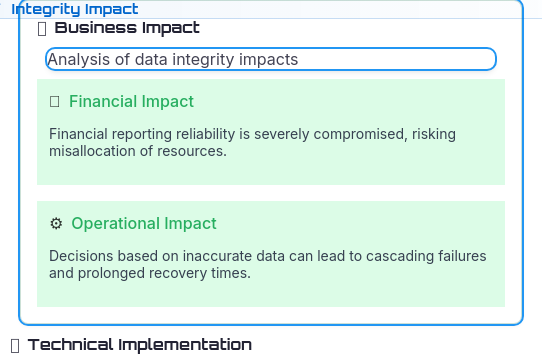 Integrity Impact
Business Impact
Analysis of data integrity impacts
Financial Impact
Financial reporting reliability is severely compromised, risking
misallocation of resources.
⚙ Operational Impact
Decisions based on inaccurate data can lead to cascading failures
and prolonged recovery times.
Technical Implementation